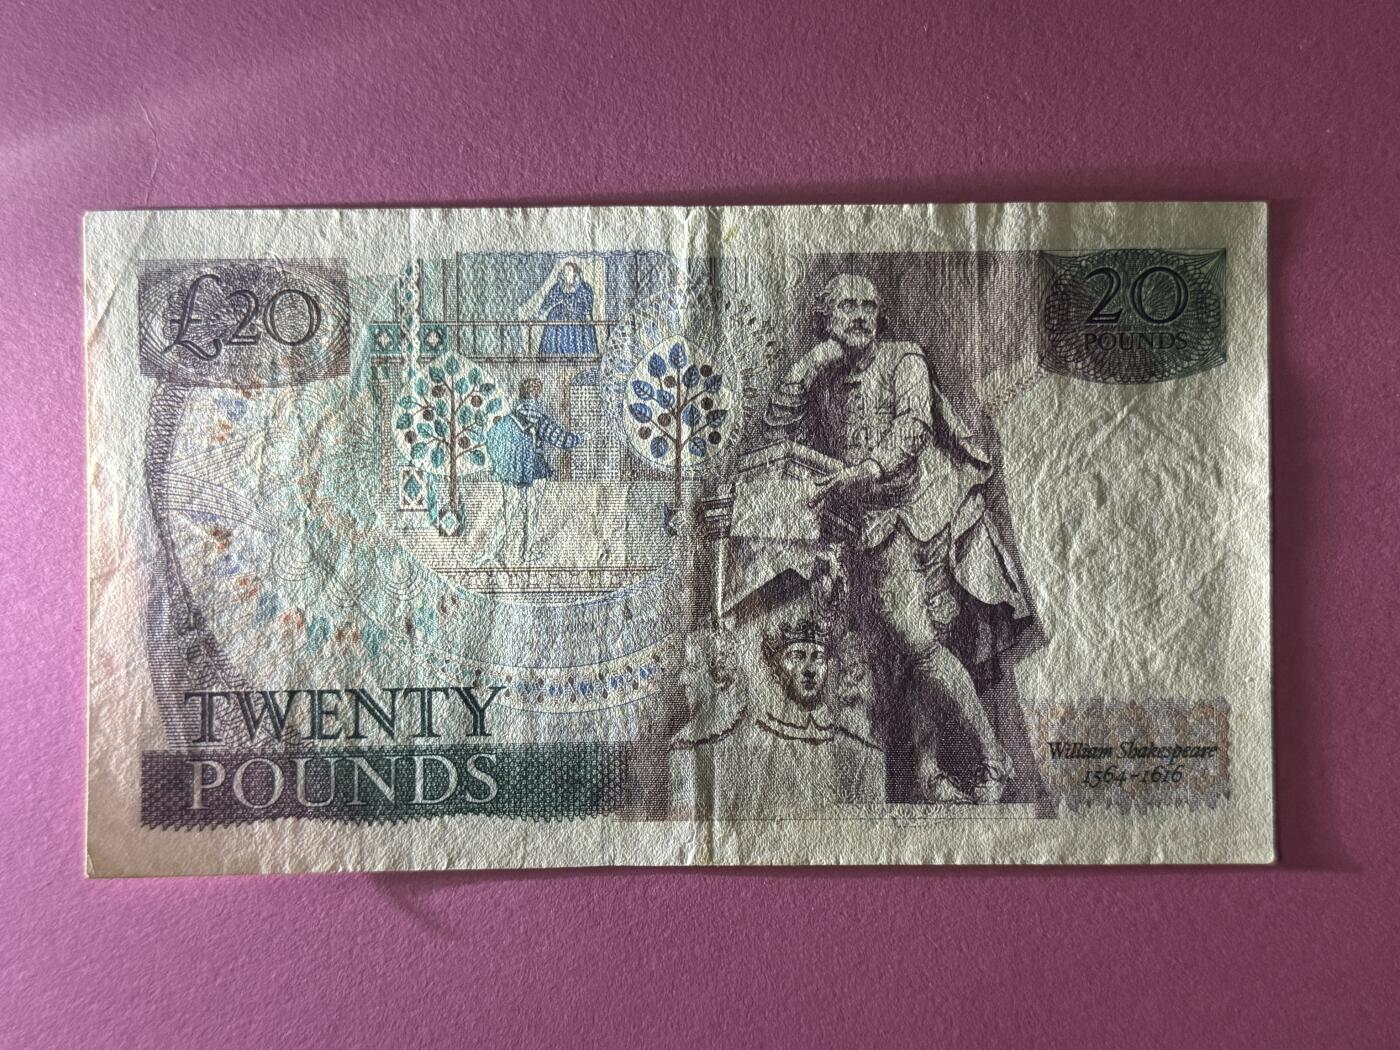 £20
20
POUNDS
TWENTY
POUNDS
William Shakespeare
1564-1616